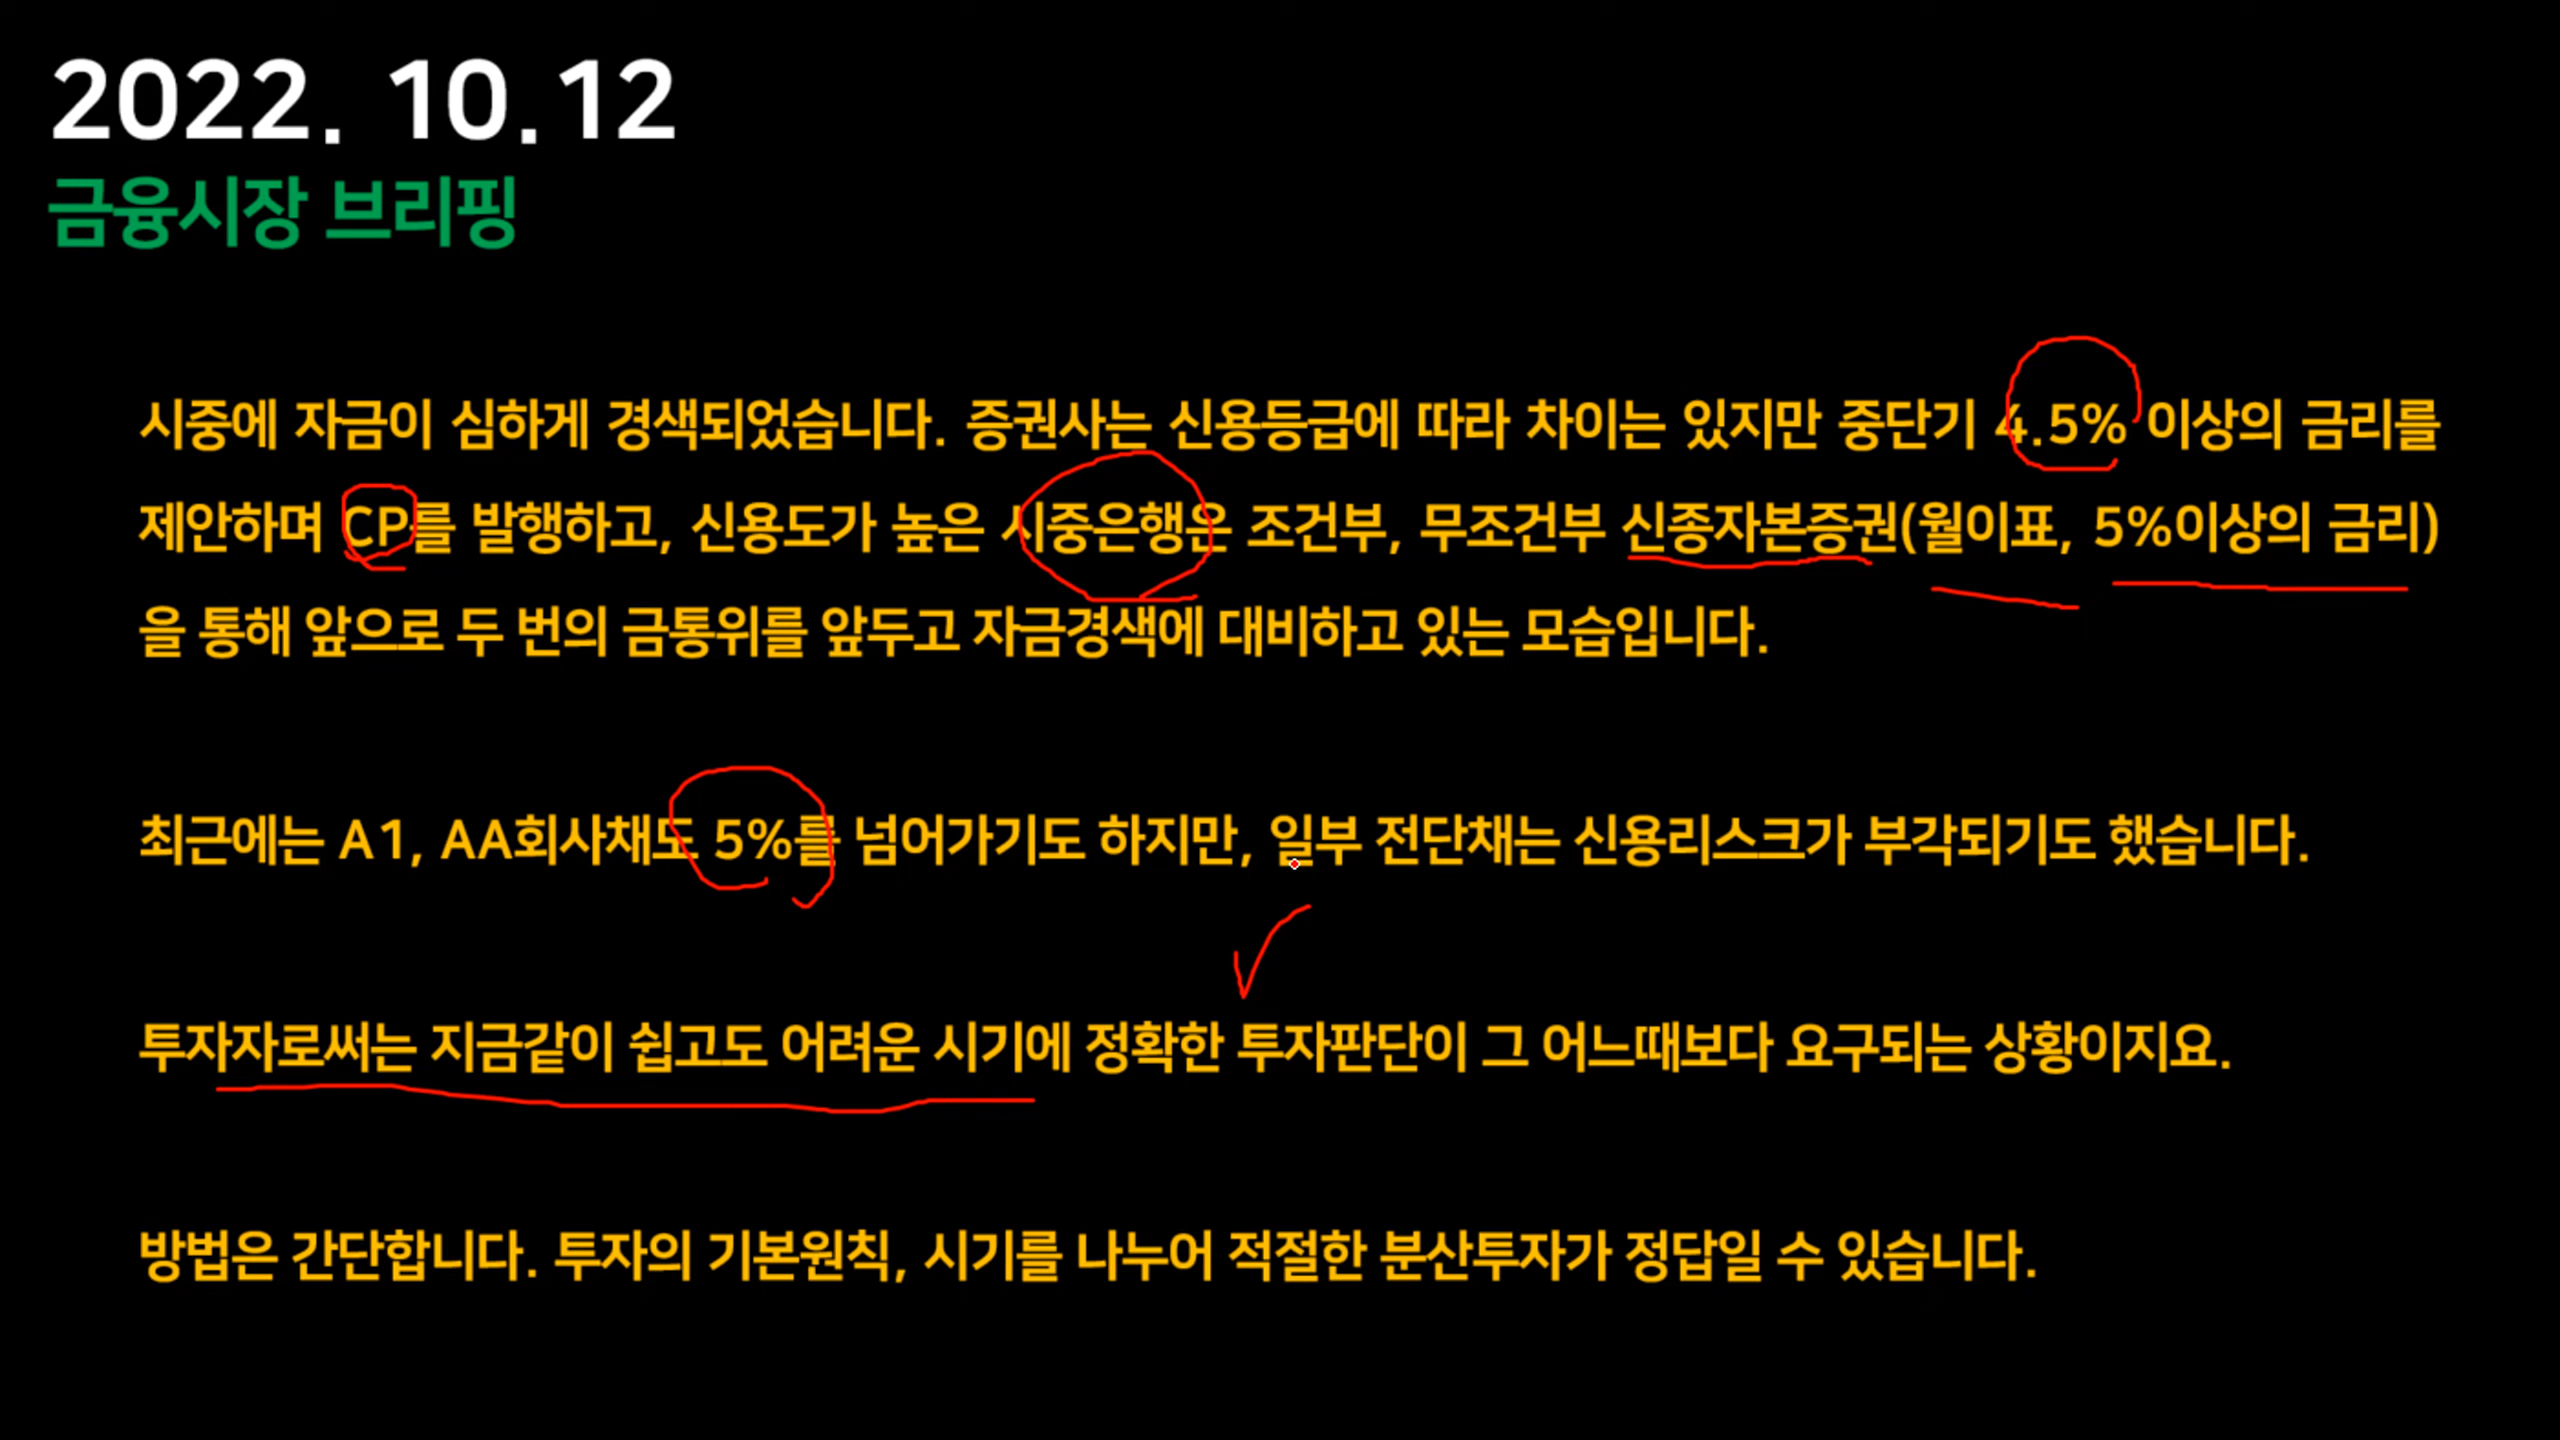 2022. 10.12
금융시장 브리핑
시중에 자금이 심하게 경색되었습니다. 증권사는 신용등급에 따라 차이는 있지만 중단기 4.5% 이상의 금리를
제안하며 CP를 발행하고, 신용도가 높은 시중은행은 조건부, 무조건부 신종자본증권(월이표, 5%이상의 금리)
을 통해 앞으로 두 번의 금통위를 앞두고 자금경색에 대비하고 있는 모습입니다.
최근에는 A1, AA회사채도 5%를 넘어가기도 하지만, 일부 전단채는 신용리스크가 부각되기도 했습니다.
투자자로써는 지금같이 쉽고도 어려운 시기에 정확한 투자판단이 그 어느때보다 요구되는 상황이지요.
방법은 간단합니다. 투자의 기본원칙, 시기를 나누어 적절한 분산투자가 정답일 수 있습니다.